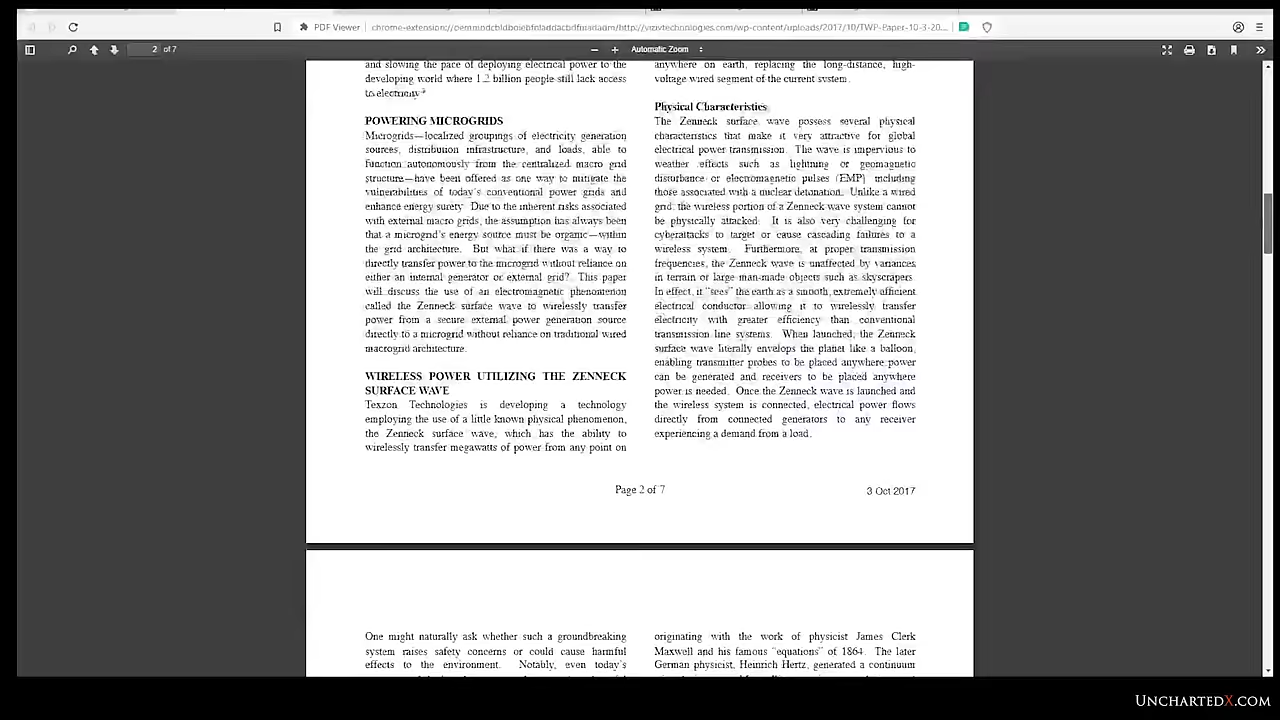 PDF Viewer
2 of 7
Automatic Zoom
and slowing the pace of deploying electrical power to the
developing world where 1.2 billion people still lack access
to electricity
POWERING MICROGRIDS
Microgrids—localized groupings of electricity generation
sources, distribution infrastructure, and loads, able to
function autonomously from the centralized macro grid
structure—have been offered as one way to mitigate the
vulnerabilities of today's conventional power grids and
enhance energy surety. Due to the inherent risks associated
with external macro grids, the assumption has always been
that a microgrid's energy source must be organic—within
the grid architecture. But what if there was a way to
directly transfer power to the microgrid without reliance on
either an internal generator or external grid? This paper
will discuss the use of an electromagnetic phenomenon
called the Zenneck surface wave to wirelessly transfer
power from a secure external power generation source
directly to a microgrid without reliance on traditional wired
macrogrid architecture.
WIRELESS POWER UTILIZING THE ZENNECK
SURFACE WAVE
Texzon Technologies is developing a technology
employing the use of a little known physical phenomenon,
the Zenneck surface wave, which has the ability to
wirelessly transfer megawatts of power from any point on
anywhere on earth, replacing the long-distance, high-
voltage wired segment of the current system.
Physical Characteristics
The Zenneck surface wave possess several physical
characteristics that make it very attractive for global
electrical power transmission. The wave is impervious to
weather effects such as lightning or geomagnetic
disturbance or electromagnetic pulses (EMP) including
those associated with a nuclear detonation. Unlike a wired
grid, the wireless portion of a Zenneck wave system cannot
be physically attacked. It is also very challenging for
cyberattacks to target or cause cascading failures to a
wireless system. Furthermore, at proper transmission
frequencies, the Zenneck wave is unaffected by variances
in terrain or large man-made objects such as skyscrapers.
In effect, it "sees" the earth as a smooth, extremely efficient
electrical conductor allowing it to wirelessly transfer
electricity with greater efficiency than conventional
transmission line systems. When launched, the Zenneck
surface wave literally envelops the planet like a balloon,
enabling transmitter probes to be placed anywhere power
can be generated and receivers to be placed anywhere
power is needed. Once the Zenneck wave is launched and
the wireless system is connected, electrical power flows
directly from connected generators to any receiver
experiencing a demand from a load.
Page 2 of 7
3 Oct 2017
One might naturally ask whether such a groundbreaking
system raises safety concerns or could cause harmful
effects to the environment. Notably, even today's
originating with the work of physicist James Clerk
Maxwell and his famous "equations" of 1864. The later
German physicist, Heinrich Hertz, generated a continuum
UNCHARTEDX.COM